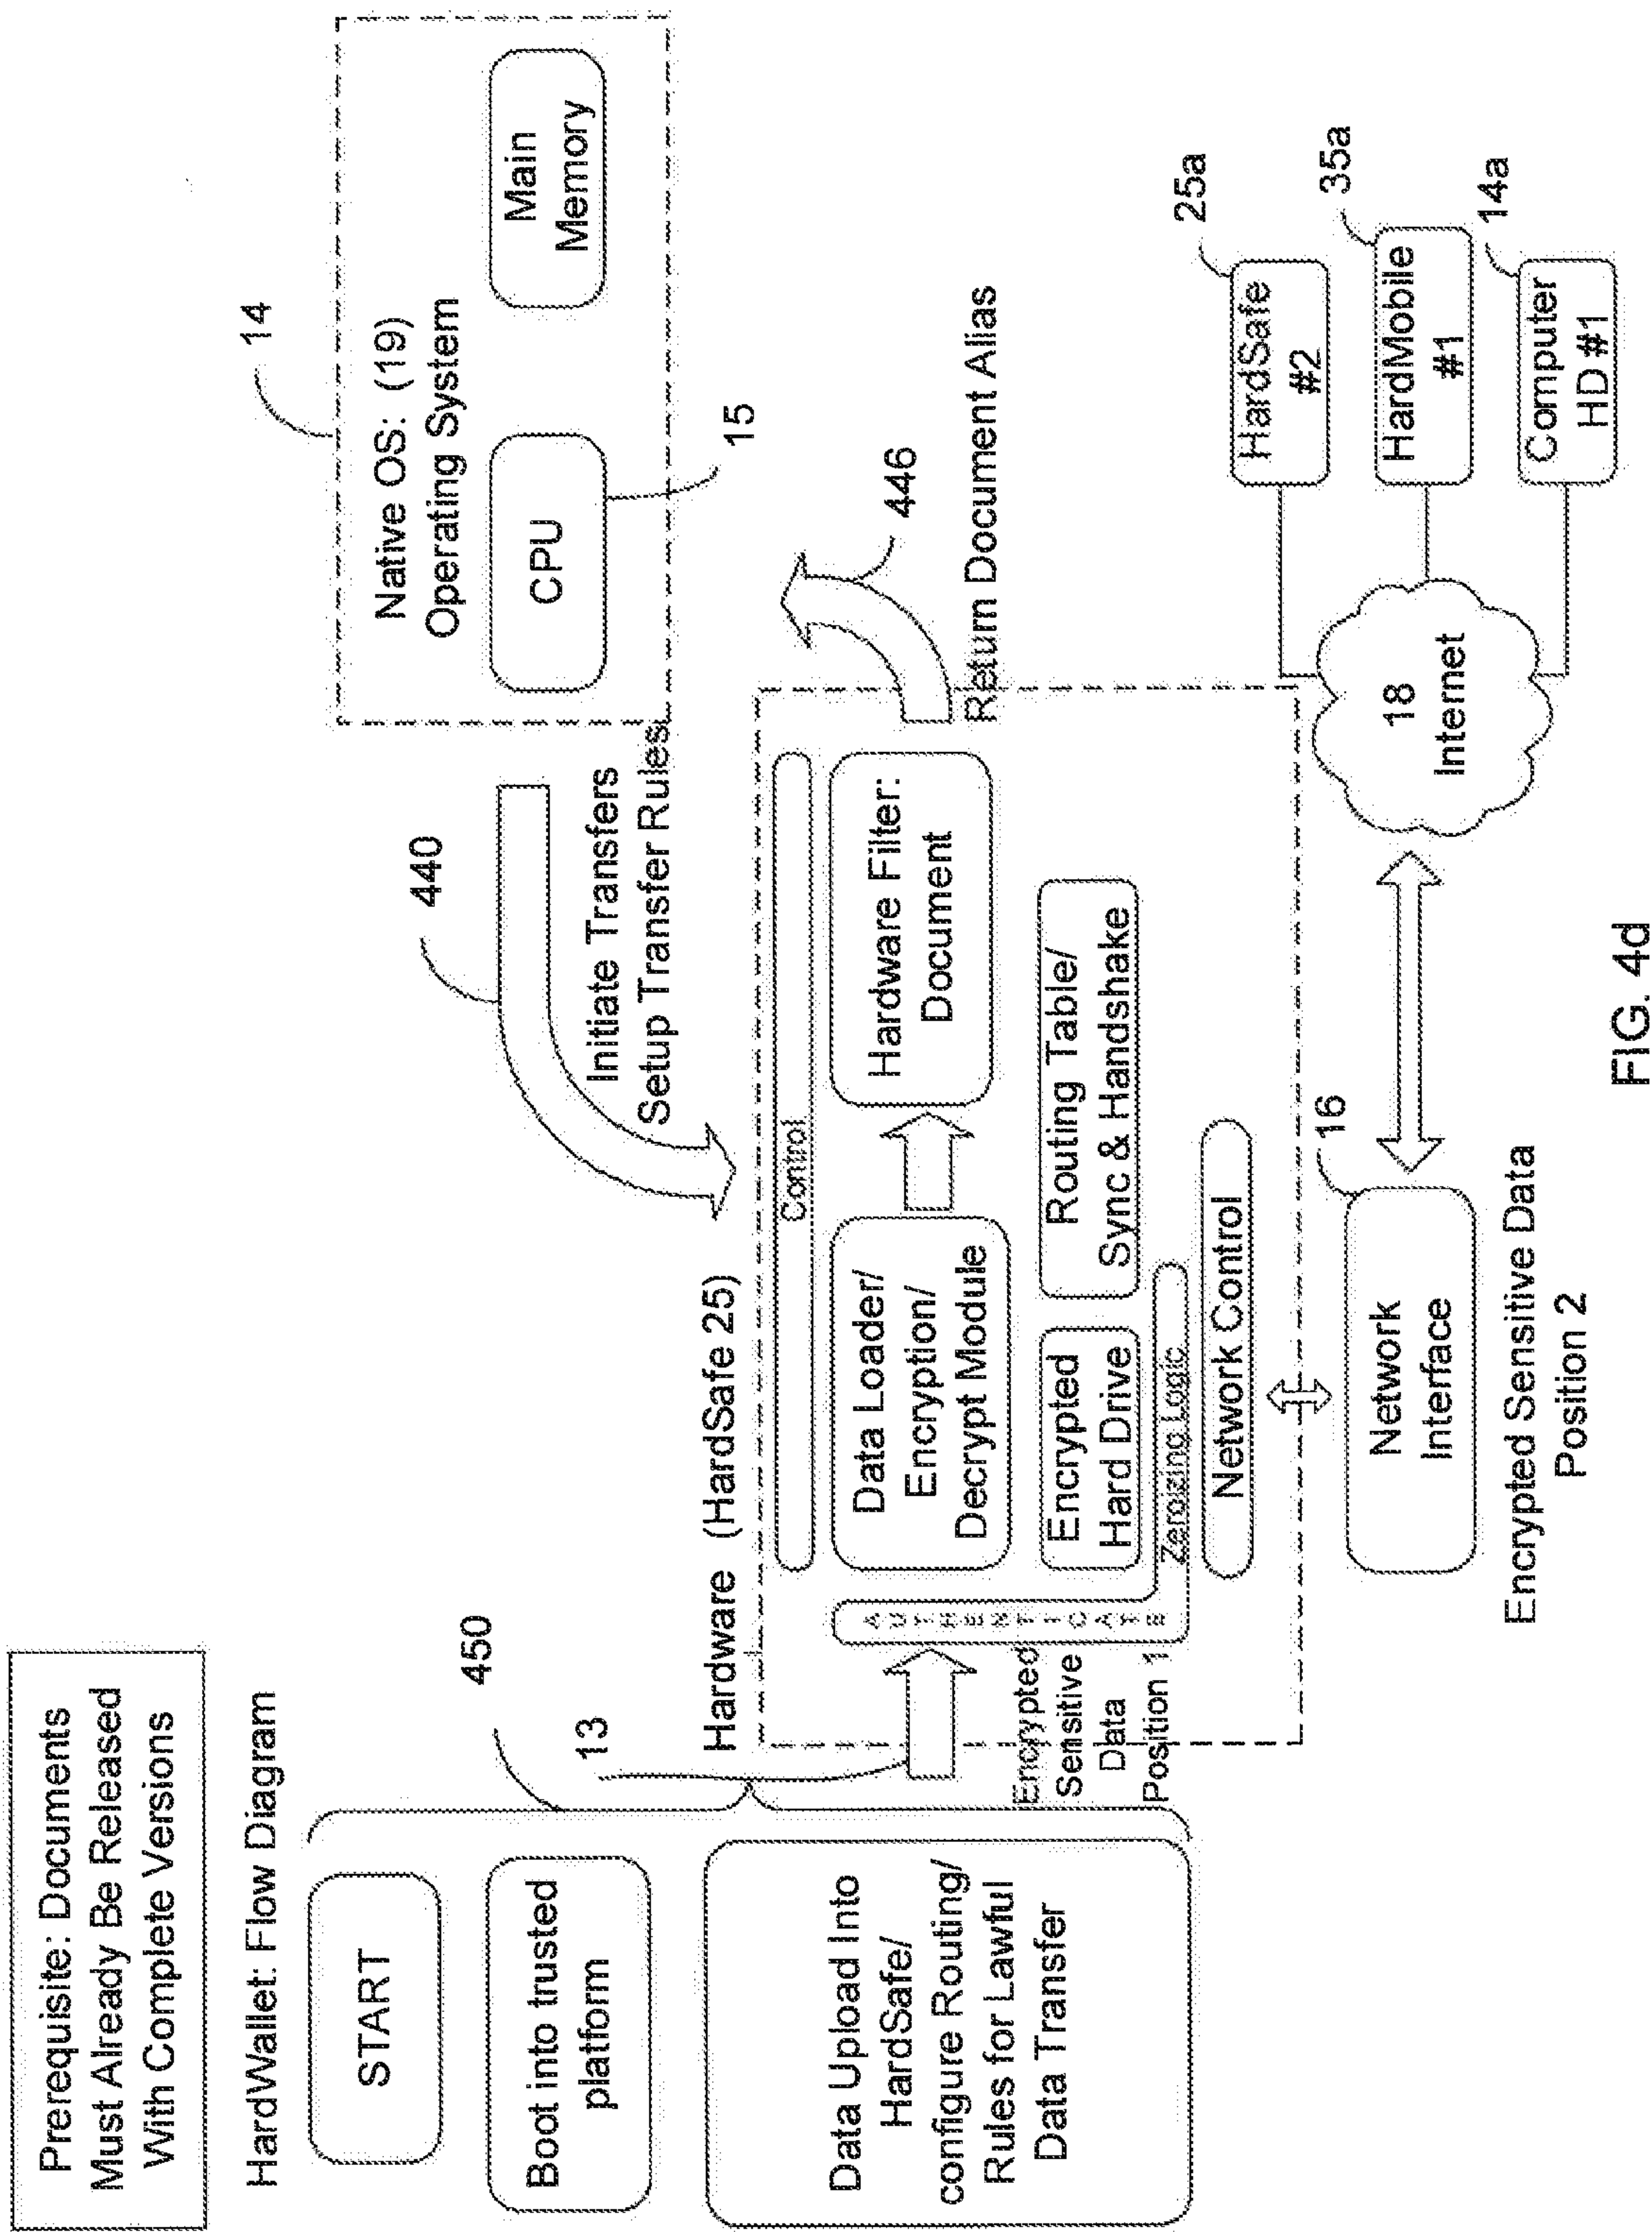 Prerequisite: Documents
Must Already Be Released
With Complete Versions
HardWallet: Flow Diagram
START
Boot into trusted
platform
Data Upload Into
HardSafe/
configure Routing/
Rules for Lawful
Data Transfer
450
13
440
Initiate Transfers
Setup Transfer Rules
14
Native OS: (19)
Operating System
CPU
Main
Memory
15
Hardware (HardSafe 25)
Control
Data Loader/
Encryption/
Decrypt Module
Hardware Filter:
Document
446
Return Document Alias
AUTHENTICATE
Encrypted
Sensitive
Data
Position 1
Encrypted
Hard Drive
Routing Table/
Sync & Handshake
Zeroizing Logic
Network Control
16
Network
Interface
Encrypted Sensitive Data
Position 2
18
Internet
HardSafe
#2
25a
HardMobile
#1
35a
Computer
HD #1
14a
FIG. 4d